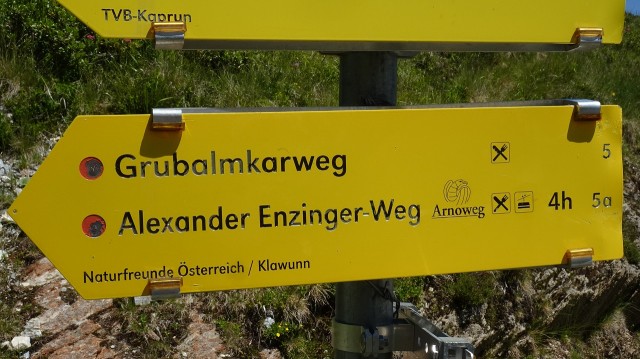 TVB-Kaprun
Grubalmkarweg 5
Alexander Enzinger-Weg Arnoweg 4h 5a
Naturfreunde Österreich / Klawunn